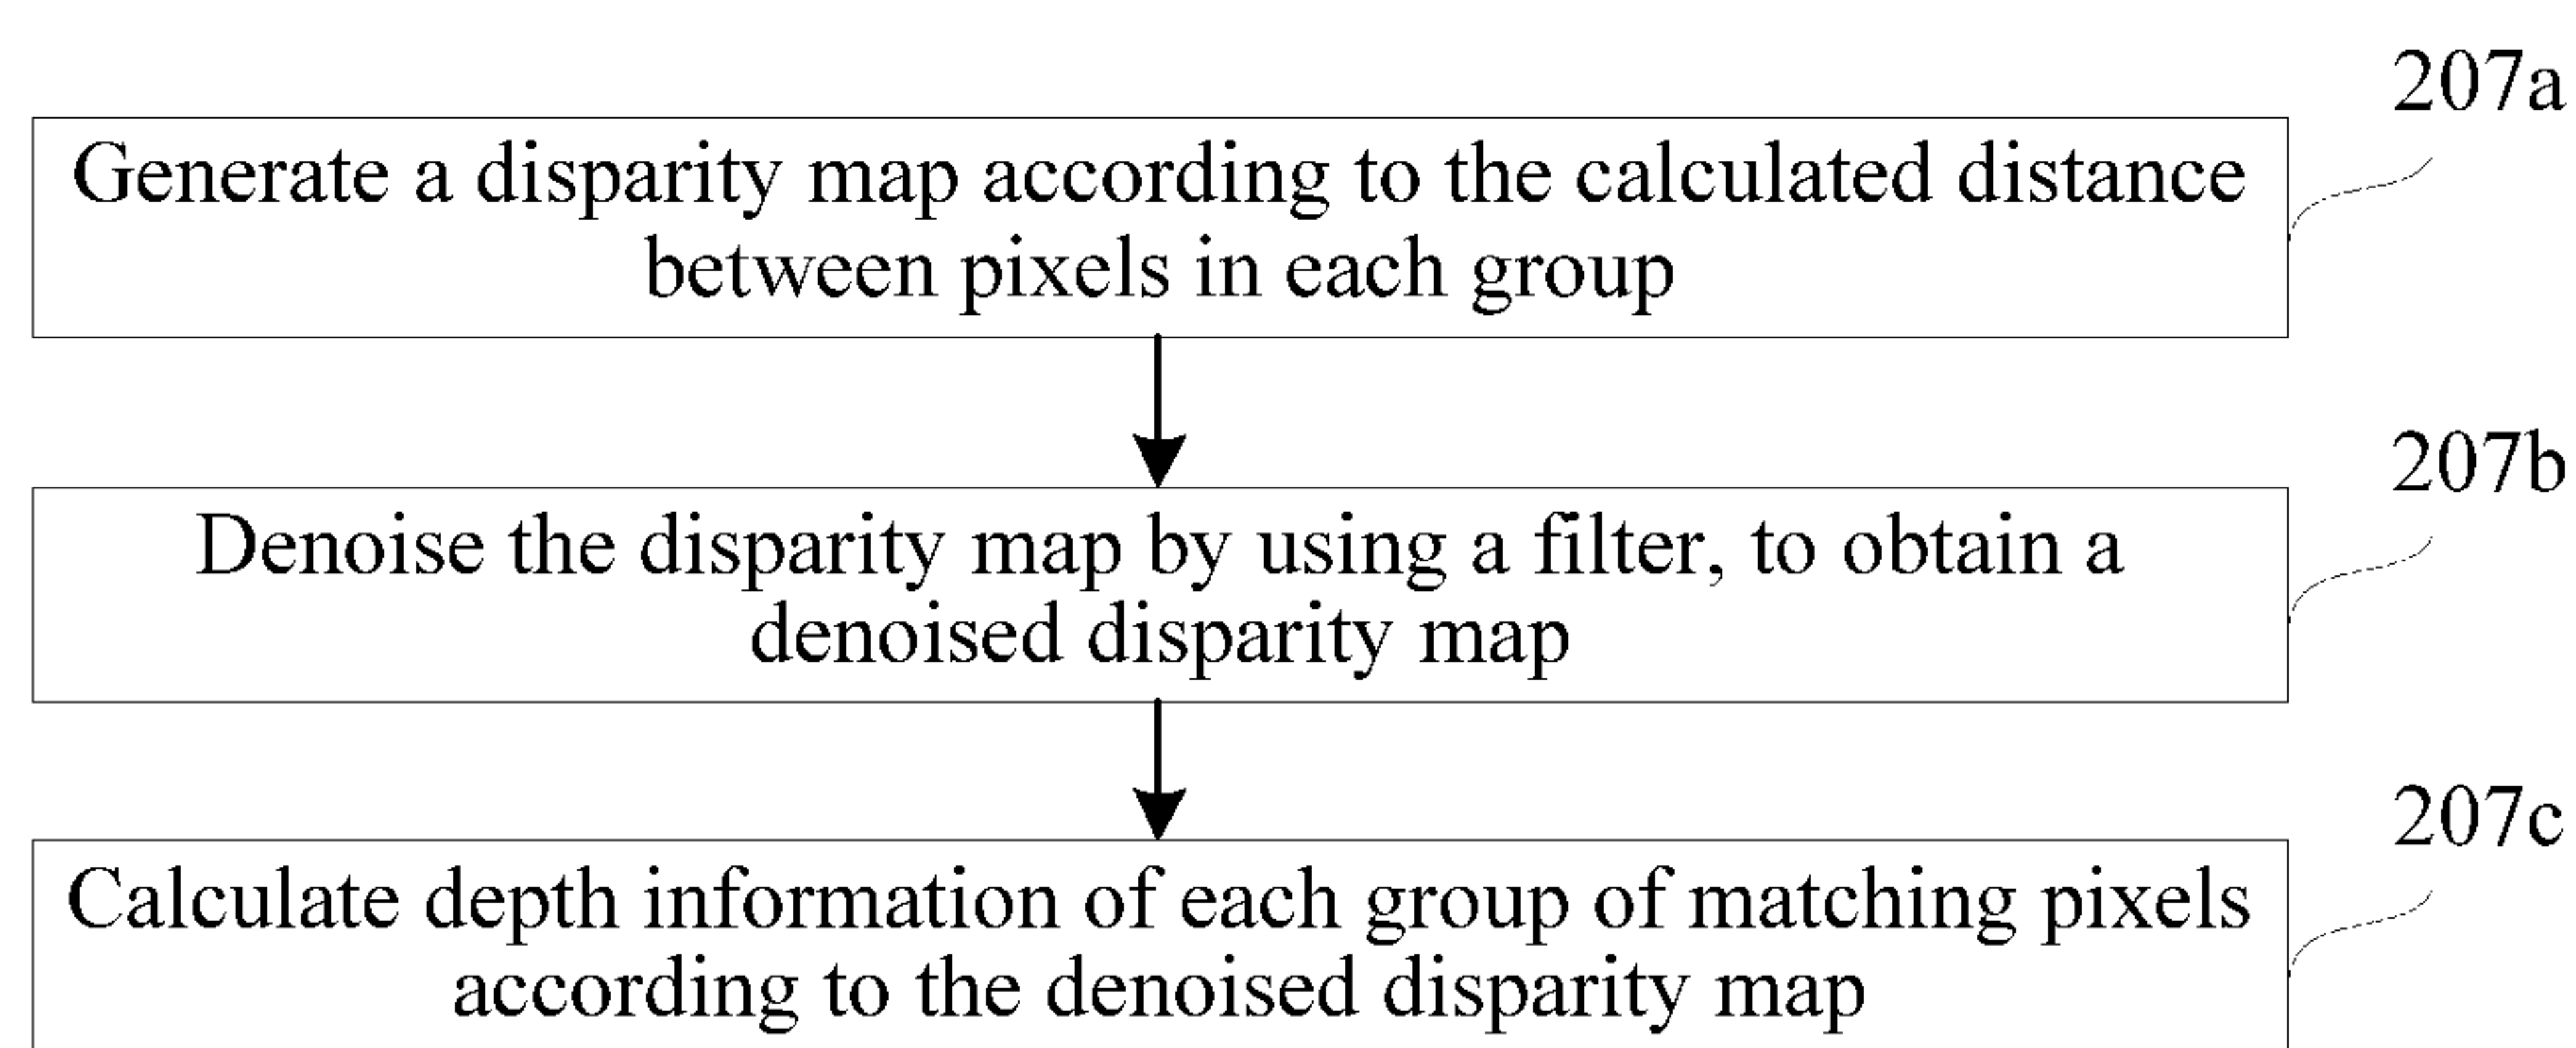 207a
Generate a disparity map according to the calculated distance
between pixels in each group
207b
Denoise the disparity map by using a filter, to obtain a
denoised disparity map
207c
Calculate depth information of each group of matching pixels
according to the denoised disparity map